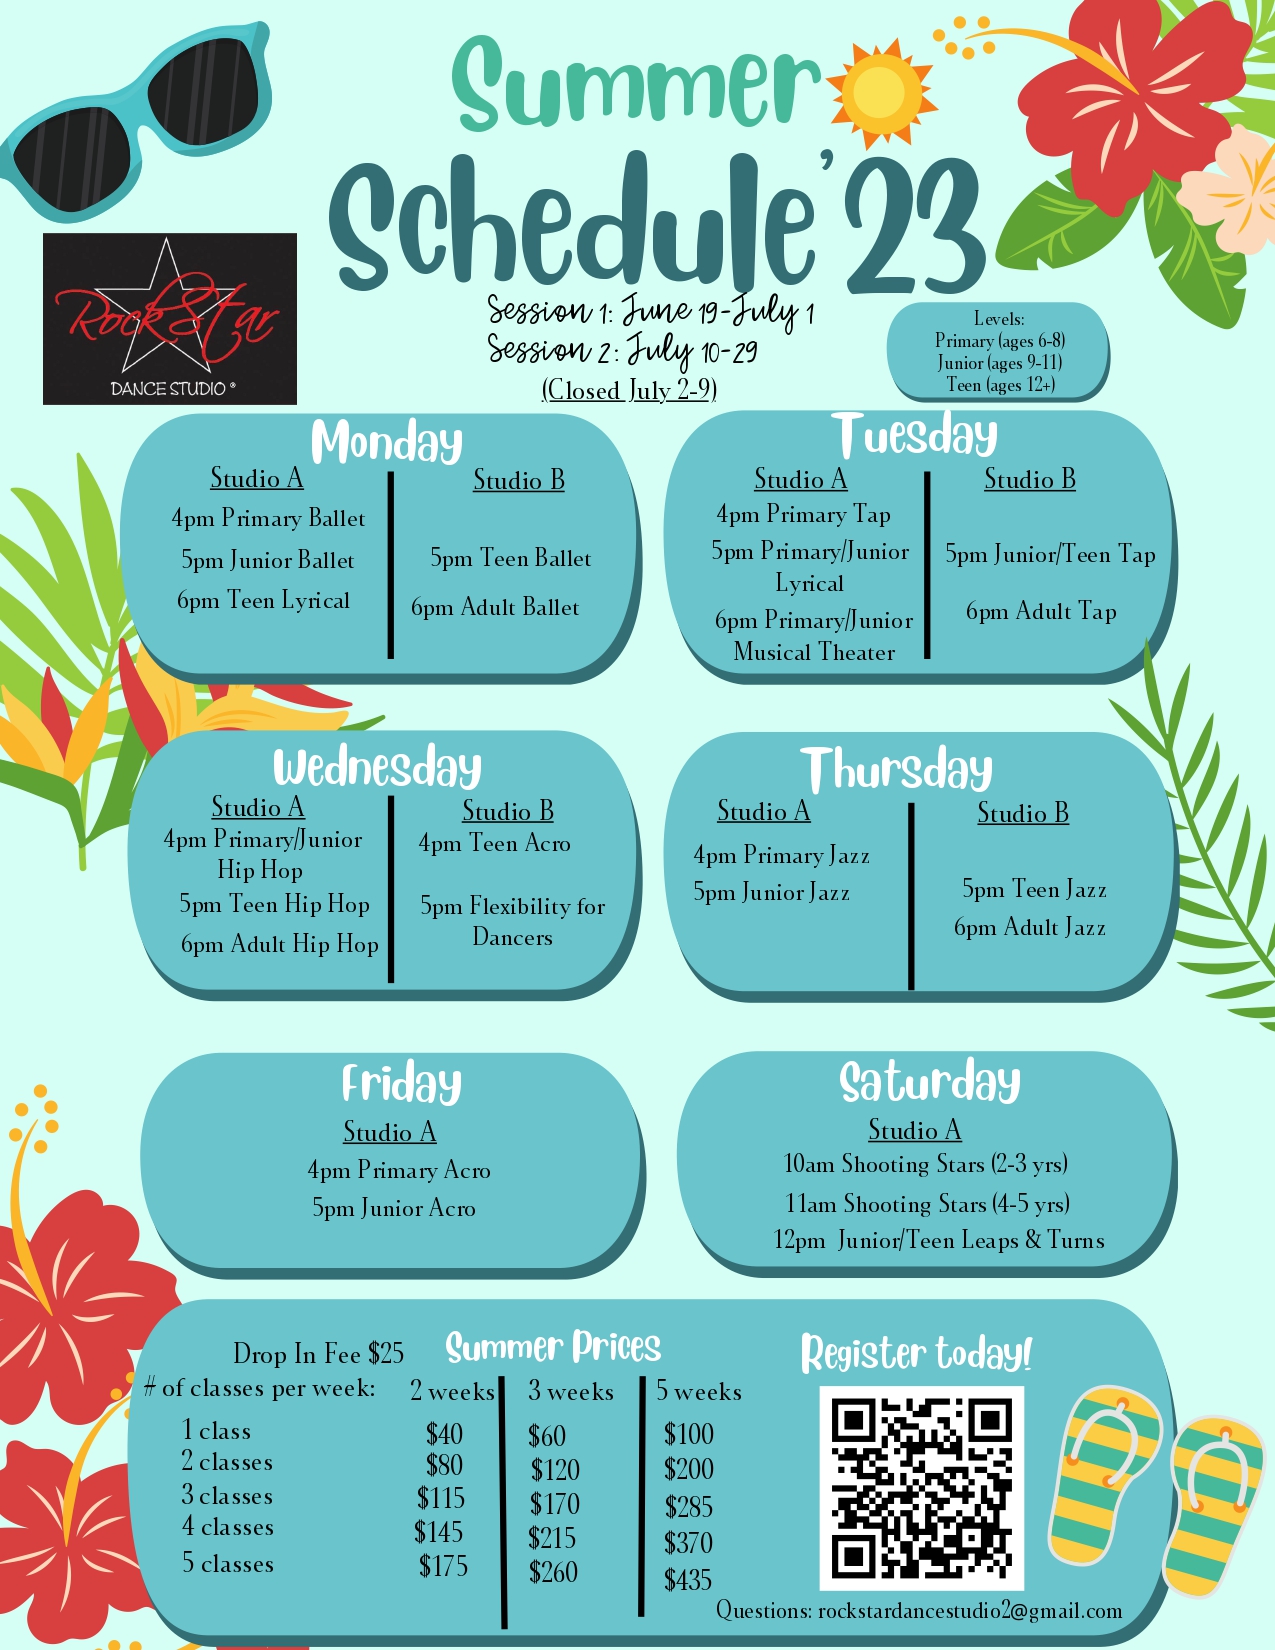 Summer
Schedule '23
RockStar
DANCE STUDIO ®
Session 1: June 19-July 1
Session 2: July 10-29
(Closed July 2-9)
Levels:
Primary (ages 6-8)
Junior (ages 9-11)
Teen (ages 12+)
Monday
Studio A
4pm Primary Ballet
5pm Junior Ballet
6pm Teen Lyrical
Studio B
5pm Teen Ballet
6pm Adult Ballet
Tuesday
Studio A
4pm Primary Tap
5pm Primary/Junior
Lyrical
6pm Primary/Junior
Musical Theater
Studio B
5pm Junior/Teen Tap
6pm Adult Tap
Wednesday
Studio A
4pm Primary/Junior
Hip Hop
5pm Teen Hip Hop
6pm Adult Hip Hop
Studio B
4pm Teen Acro
5pm Flexibility for
Dancers
Thursday
Studio A
4pm Primary Jazz
5pm Junior Jazz
Studio B
5pm Teen Jazz
6pm Adult Jazz
Friday
Studio A
4pm Primary Acro
5pm Junior Acro
Saturday
Studio A
10am Shooting Stars (2-3 yrs)
11am Shooting Stars (4-5 yrs)
12pm Junior/Teen Leaps & Turns
Drop In Fee $25
Summer Prices
# of classes per week: 2 weeks 3 weeks 5 weeks
1 class $40 $60 $100
2 classes $80 $120 $200
3 classes $115 $170 $285
4 classes $145 $215 $370
5 classes $175 $260 $435
Register today!
Questions: rockstardancestudio2@gmail.com